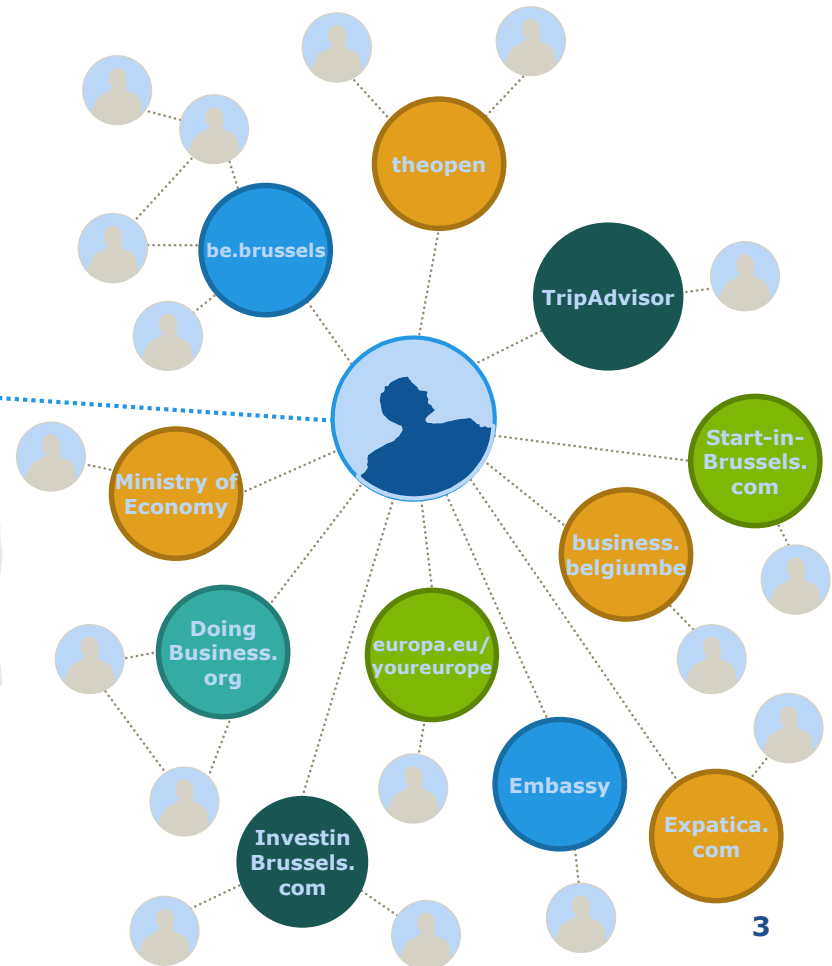 theopen
be.brussels
TripAdvisor
Start-in-
Brussels.
com
Ministry of
Economy
business.
belgiumbe
Doing
Business.
org
europa.eu/
youreurope
Embassy
Expatica.
com
Investin
Brussels.
com
3